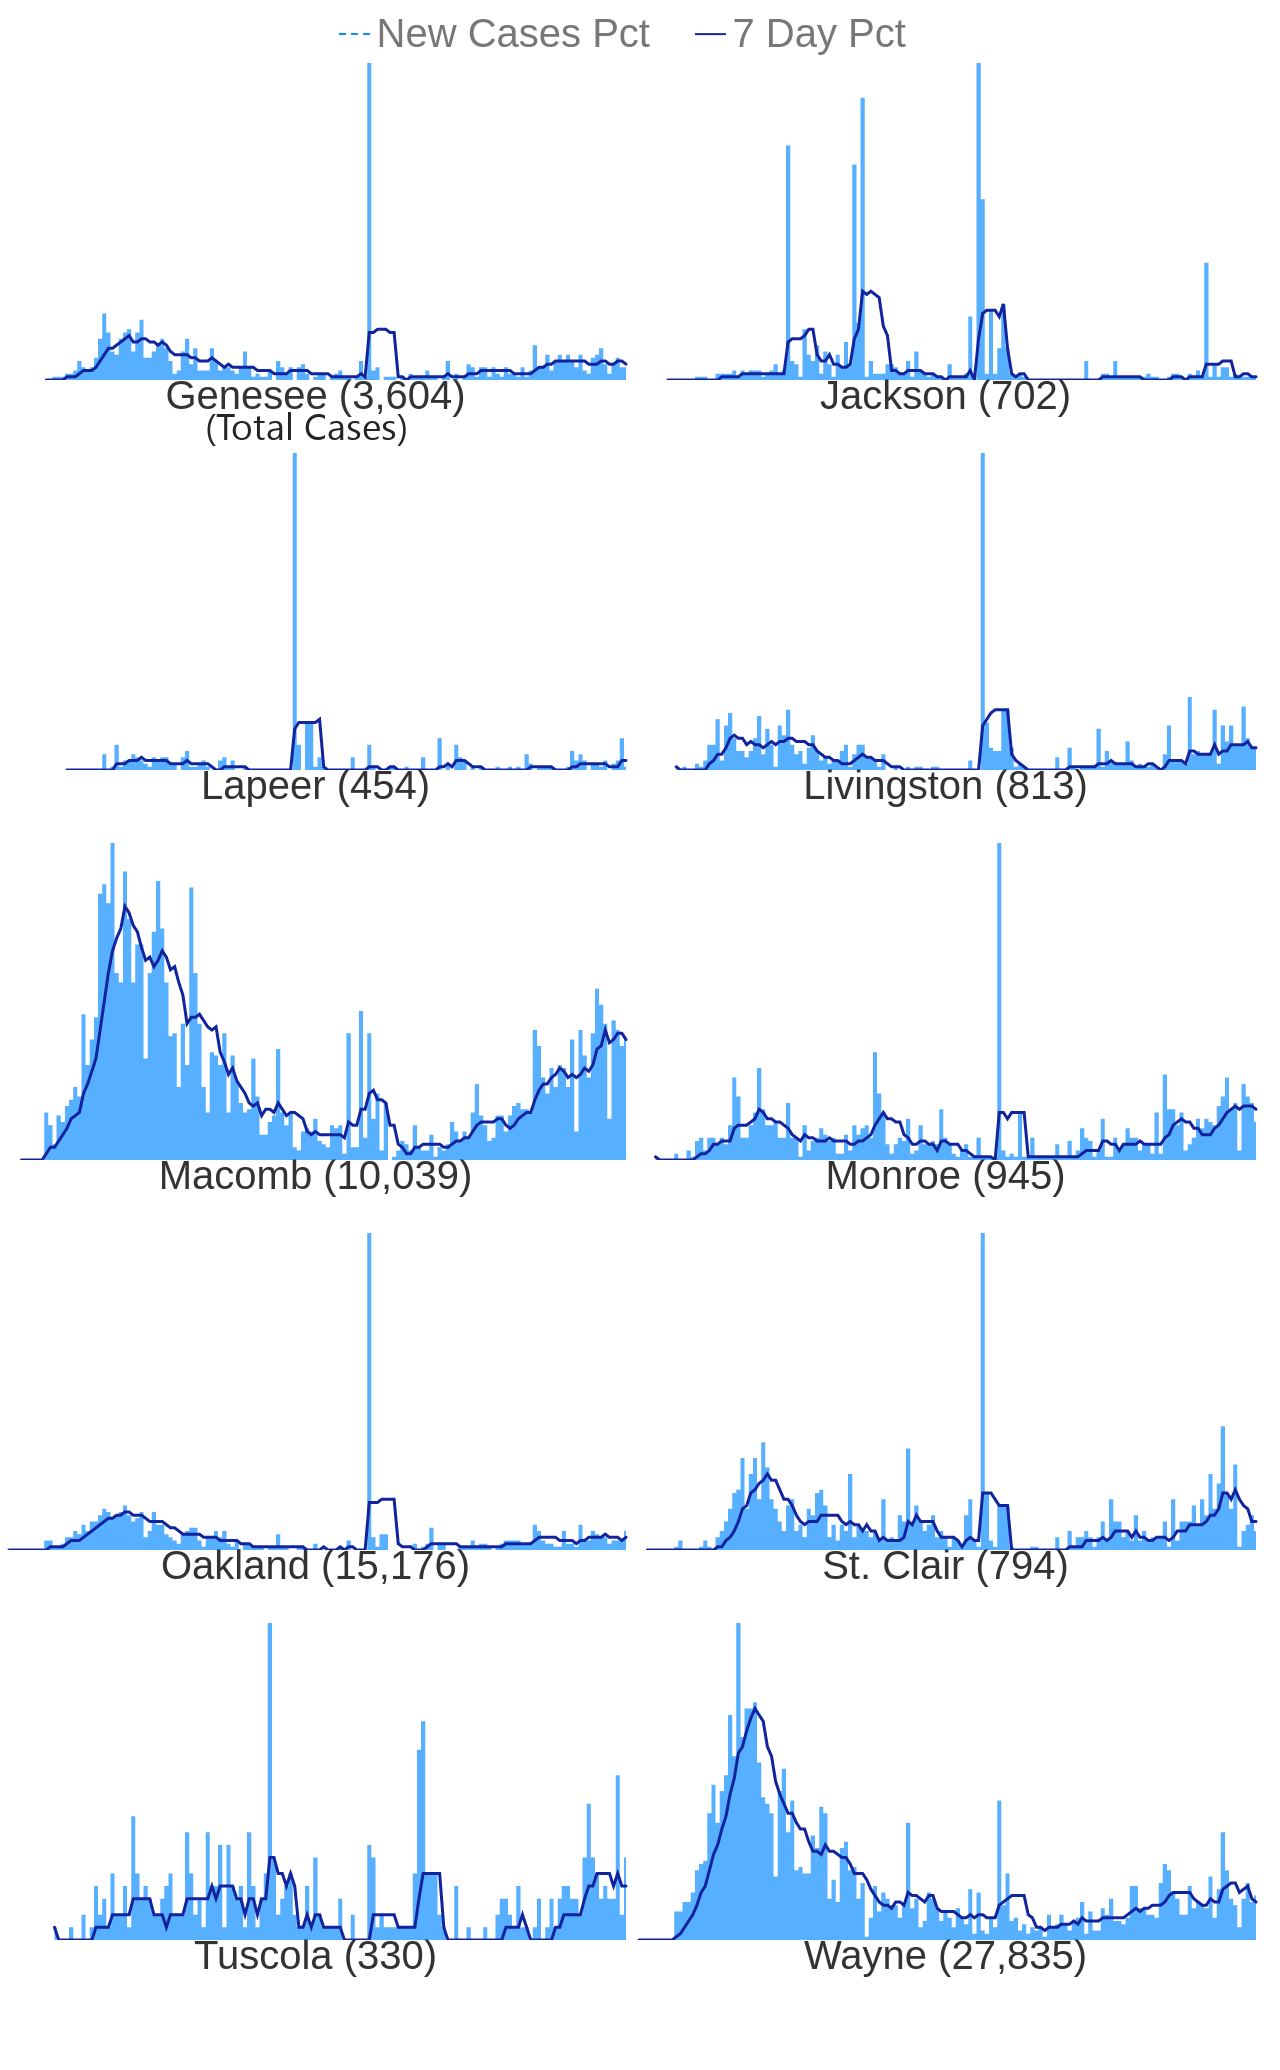 New Cases Pct 7 Day Pct
Genesee (3,604) Jackson (702)
(Total Cases)
Lapeer (454) Livingston (813)
Macomb (10,039) Monroe (945)
Oakland (15,176) St. Clair (794)
Tuscola (330) Wayne (27,835)